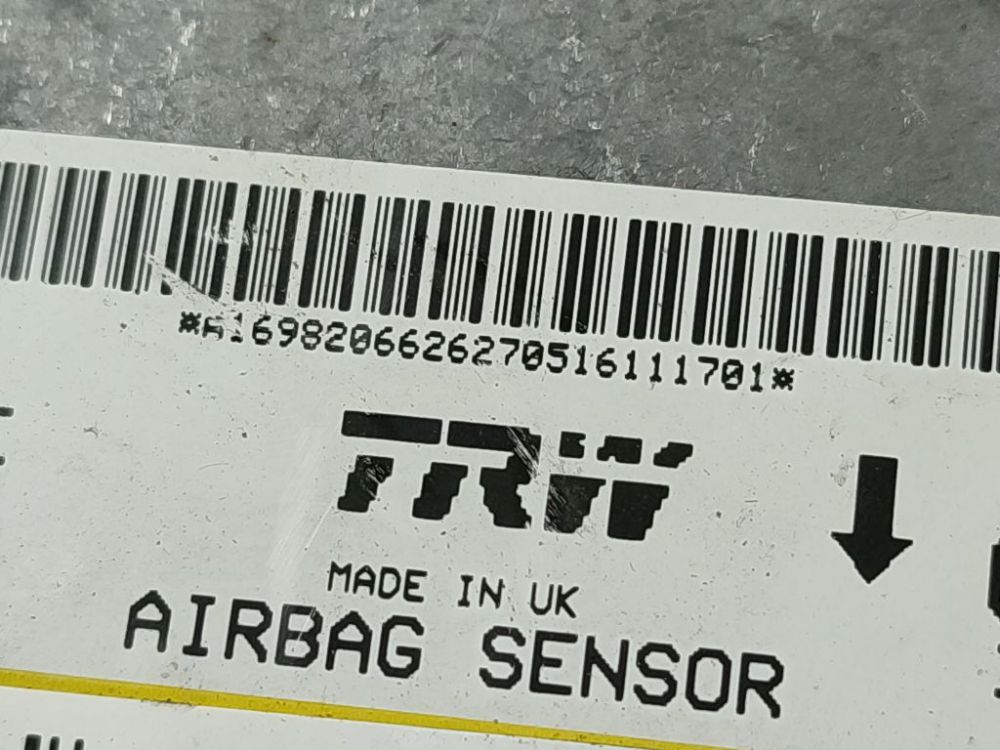 *A1698206626270516111701*
TRW
MADE IN UK
AIRBAG SENSOR